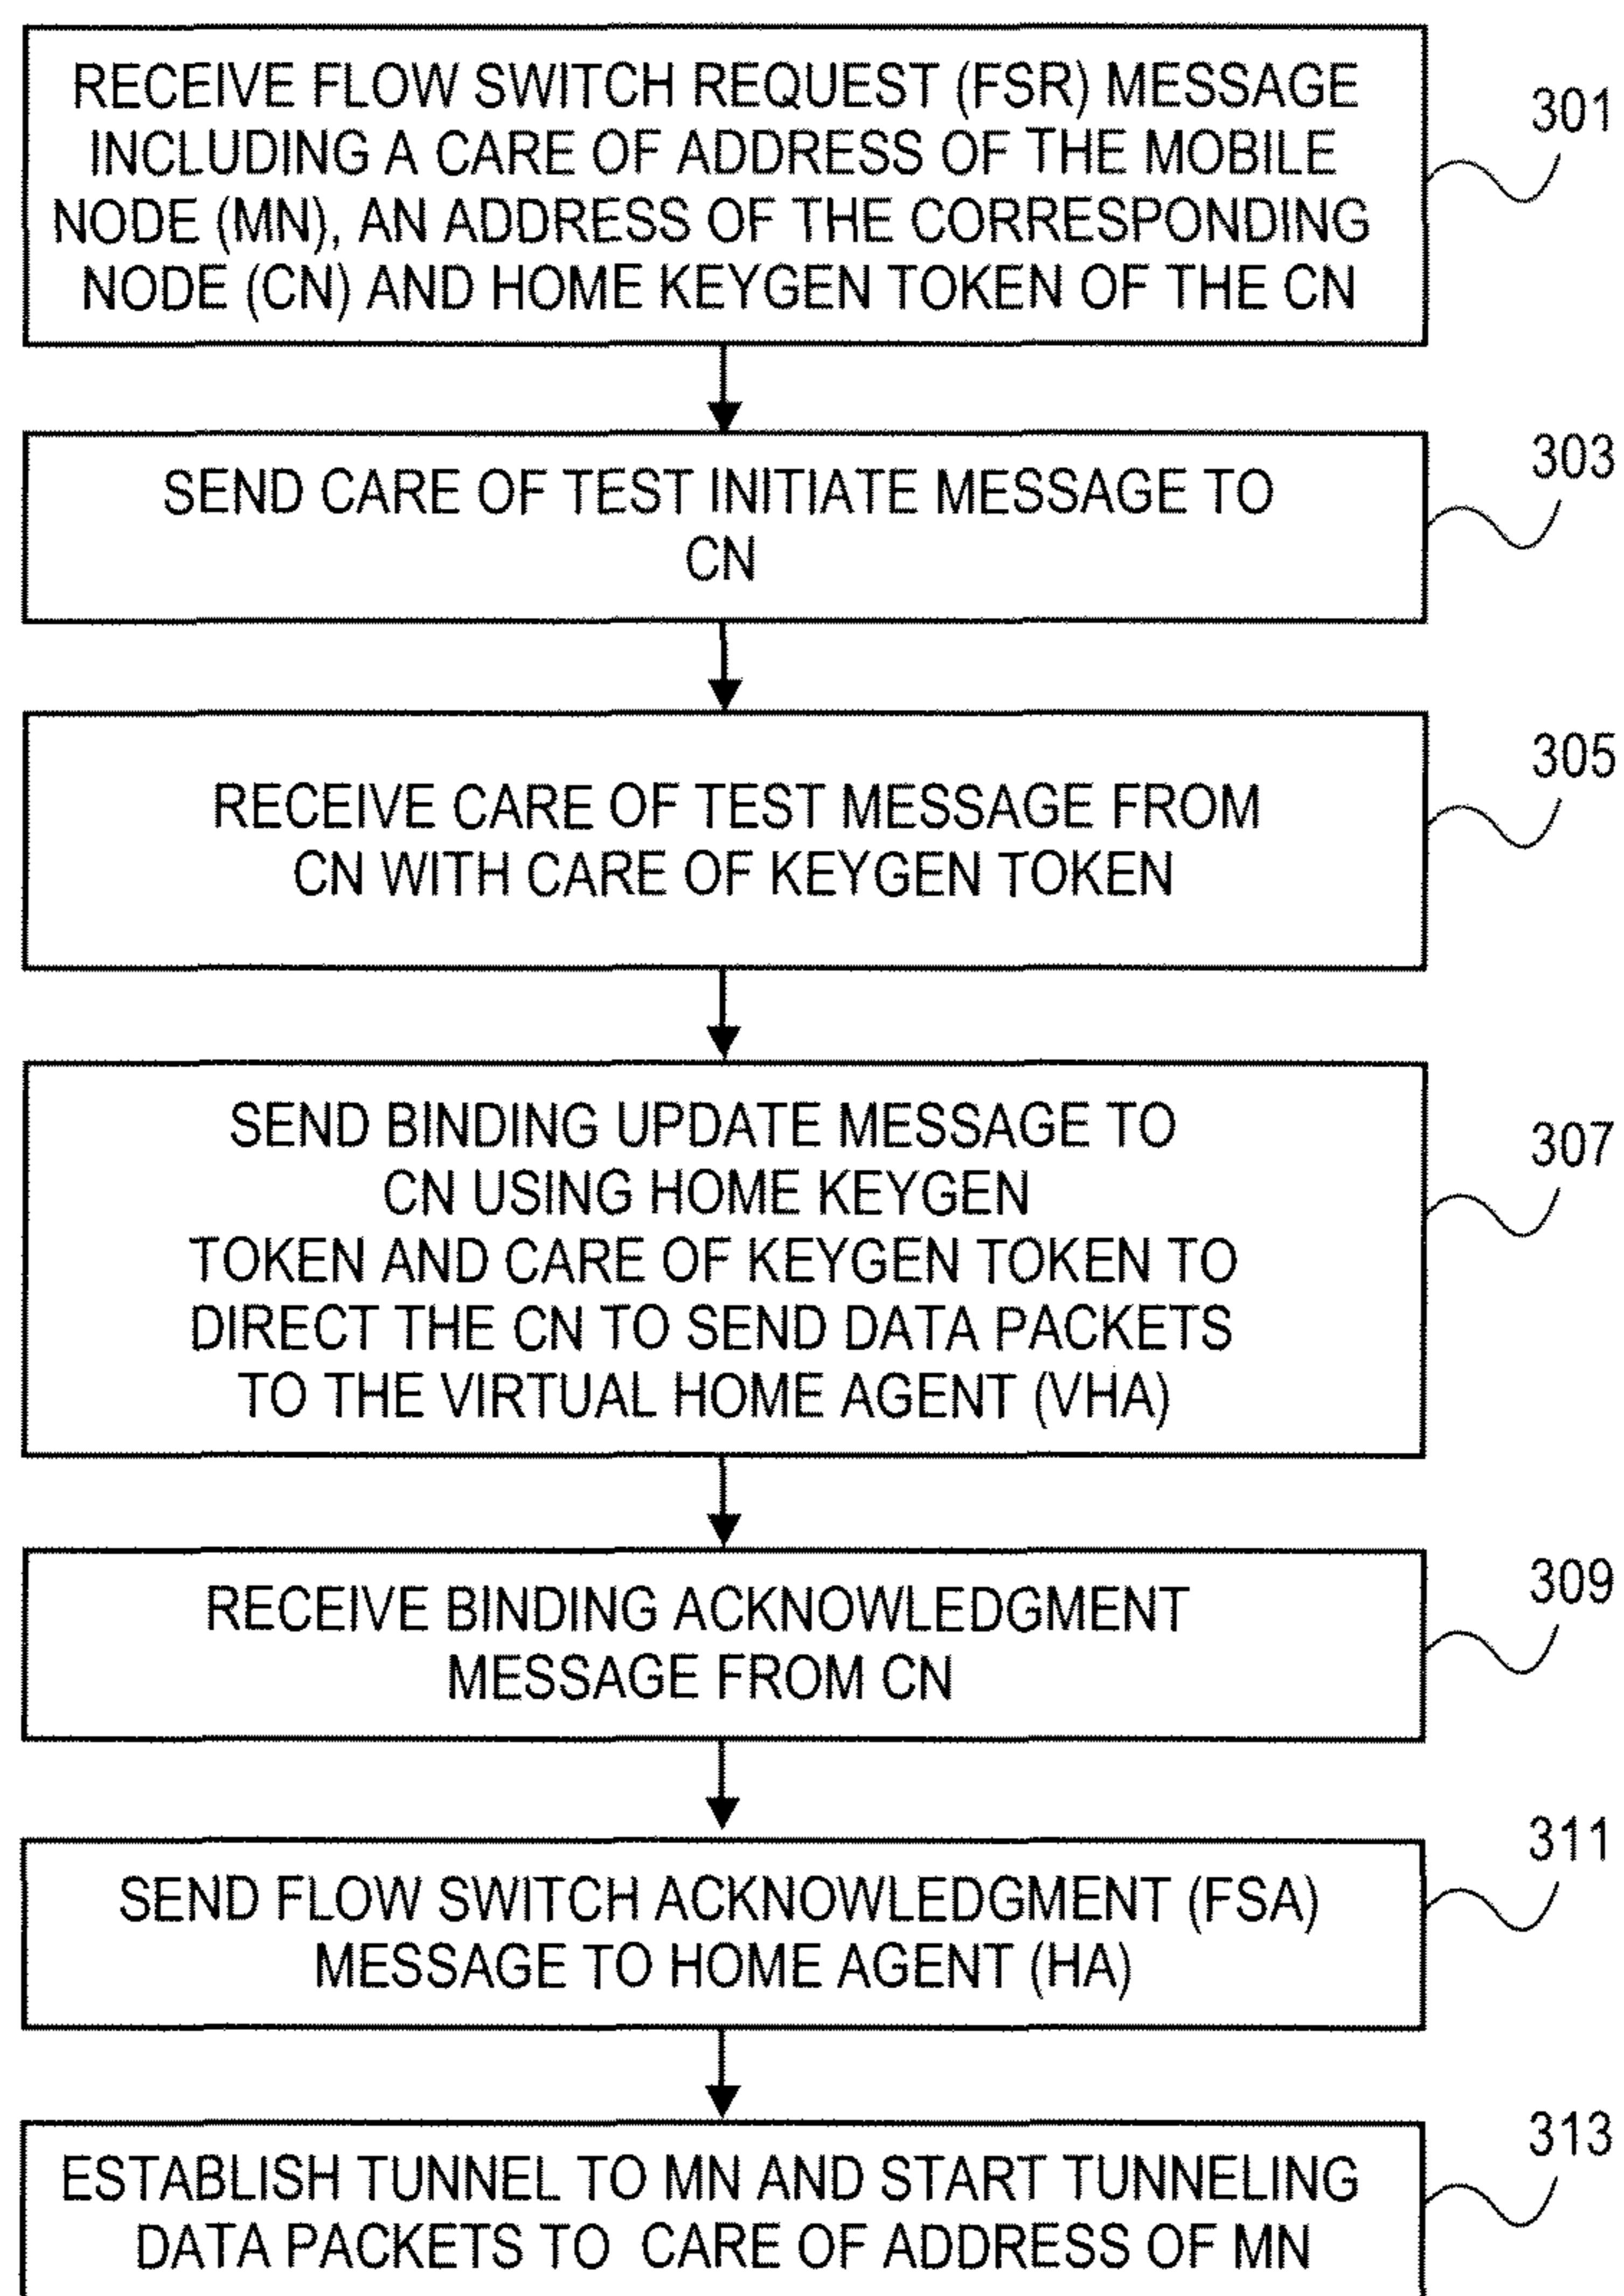 RECEIVE FLOW SWITCH REQUEST (FSR) MESSAGE
INCLUDING A CARE OF ADDRESS OF THE MOBILE
NODE (MN), AN ADDRESS OF THE CORRESPONDING
NODE (CN) AND HOME KEYGEN TOKEN OF THE CN
301
SEND CARE OF TEST INITIATE MESSAGE TO
CN
303
RECEIVE CARE OF TEST MESSAGE FROM
CN WITH CARE OF KEYGEN TOKEN
305
SEND BINDING UPDATE MESSAGE TO
CN USING HOME KEYGEN
TOKEN AND CARE OF KEYGEN TOKEN TO
DIRECT THE CN TO SEND DATA PACKETS
TO THE VIRTUAL HOME AGENT (VHA)
307
RECEIVE BINDING ACKNOWLEDGMENT
MESSAGE FROM CN
309
SEND FLOW SWITCH ACKNOWLEDGMENT (FSA)
MESSAGE TO HOME AGENT (HA)
311
ESTABLISH TUNNEL TO MN AND START TUNNELING
DATA PACKETS TO CARE OF ADDRESS OF MN
313